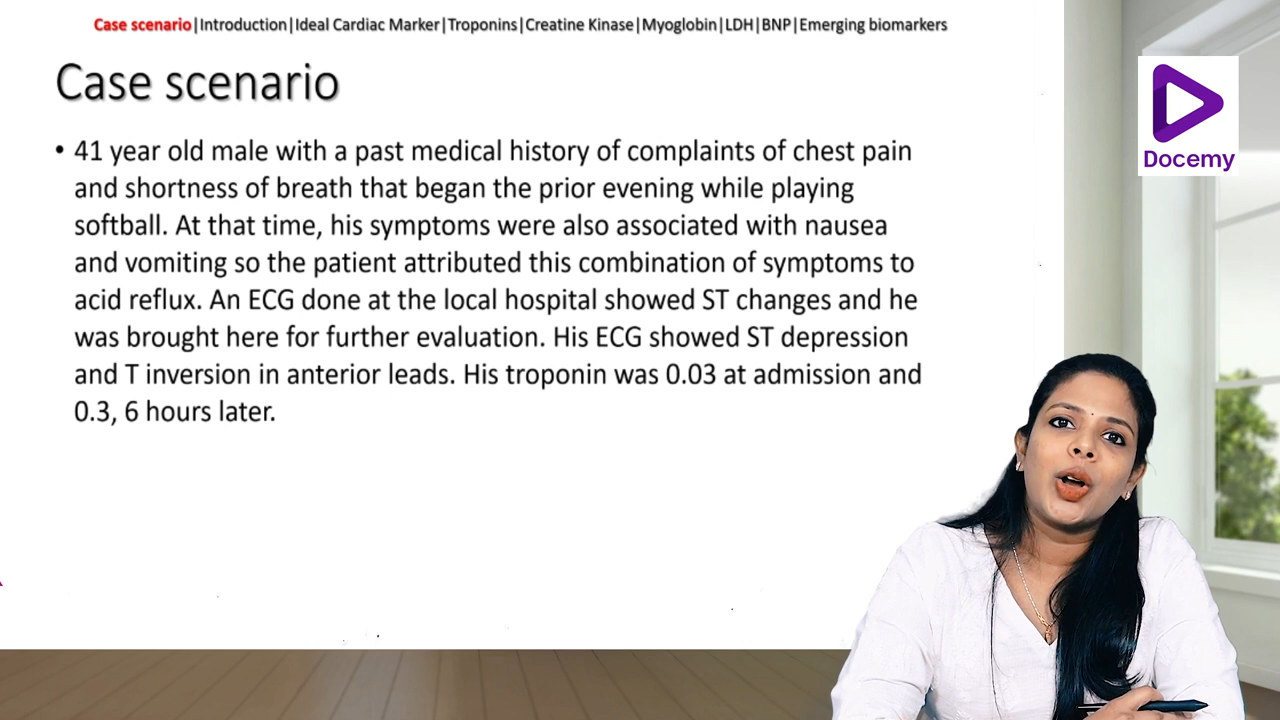 Case scenario|Introduction|Ideal Cardiac Marker|Troponins|Creatine Kinase|Myoglobin|LDH|BNP|Emerging biomarkers
Case scenario
• 41 year old male with a past medical history of complaints of chest pain
and shortness of breath that began the prior evening while playing
softball. At that time, his symptoms were also associated with nausea
and vomiting so the patient attributed this combination of symptoms to
acid reflux. An ECG done at the local hospital showed ST changes and he
was brought here for further evaluation. His ECG showed ST depression
and T inversion in anterior leads. His troponin was 0.03 at admission and
0.3, 6 hours later.
Docemy